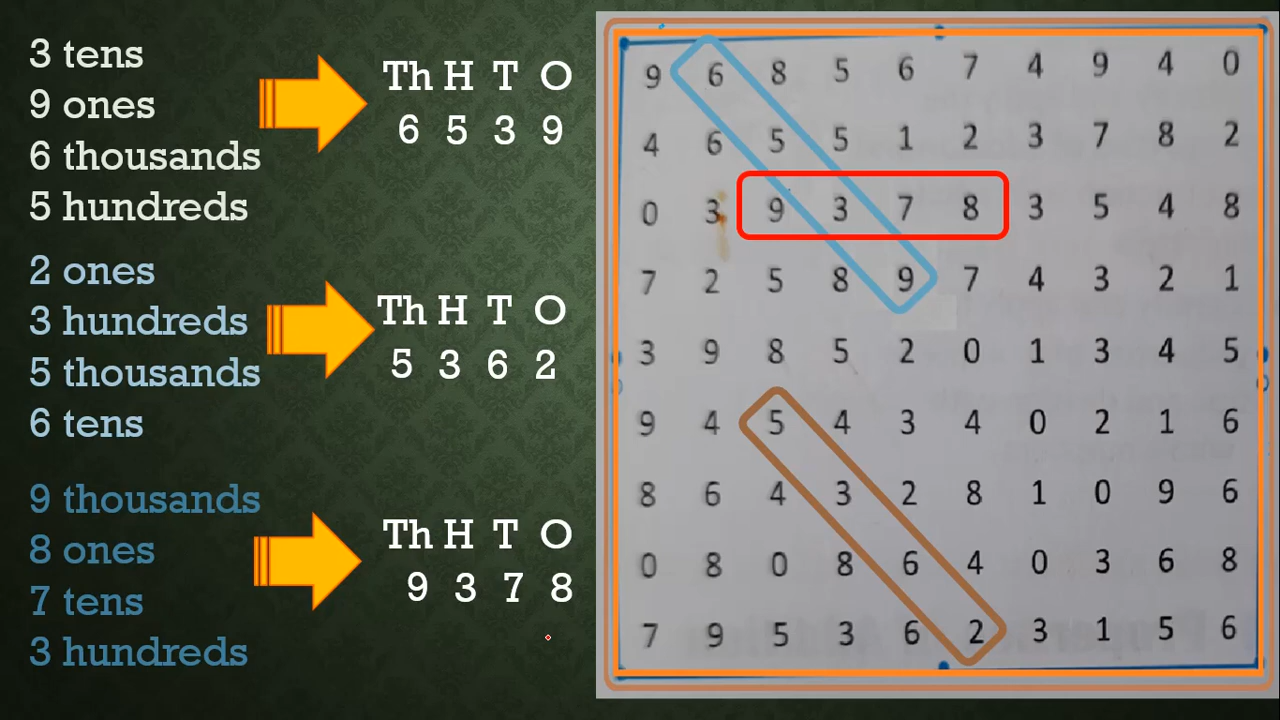 3 tens
9 ones
6 thousands
5 hundreds
Th H T O
6 5 3 9
2 ones
3 hundreds
5 thousands
6 tens
Th H T O
5 3 6 2
9 thousands
8 ones
7 tens
3 hundreds
Th H T O
9 3 7 8
9 6 8 5 6 7 4 9 4 0
4 6 5 5 1 2 3 7 8 2
0 3 9 3 7 8 3 5 4 8
7 2 5 8 9 7 4 3 2 1
3 9 8 5 2 0 1 3 4 5
9 4 5 4 3 4 0 2 1 6
8 6 4 3 2 8 1 0 9 6
0 8 0 8 6 4 0 3 6 8
7 9 5 3 6 2 3 1 5 6